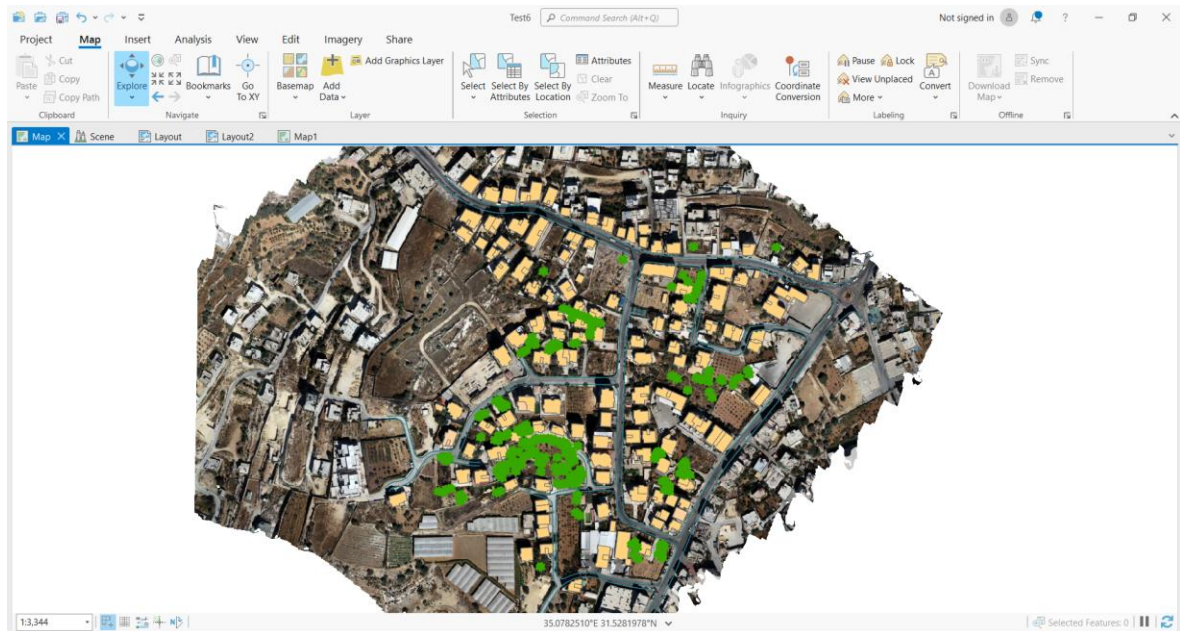 Test6
Command Search (Alt+Q)
Not signed in
?
Project Map Insert Analysis View Edit Imagery Share
Cut
Copy
Paste
Copy Path
Clipboard
Explore
Bookmarks
Go To XY
Navigate
Basemap
Add Data
Add Graphics Layer
Layer
Select
Select By Attributes
Select By Location
Attributes
Clear
Zoom To
Selection
Measure
Locate
Infographics
Coordinate Conversion
Inquiry
Pause
Lock
View Unplaced
More
Convert
Labeling
Download Map
Sync
Remove
Offline
Map Scene Layout Layout2 Map1
1:3,344
35.0782510°E 31.5281978°N
Selected Features: 0